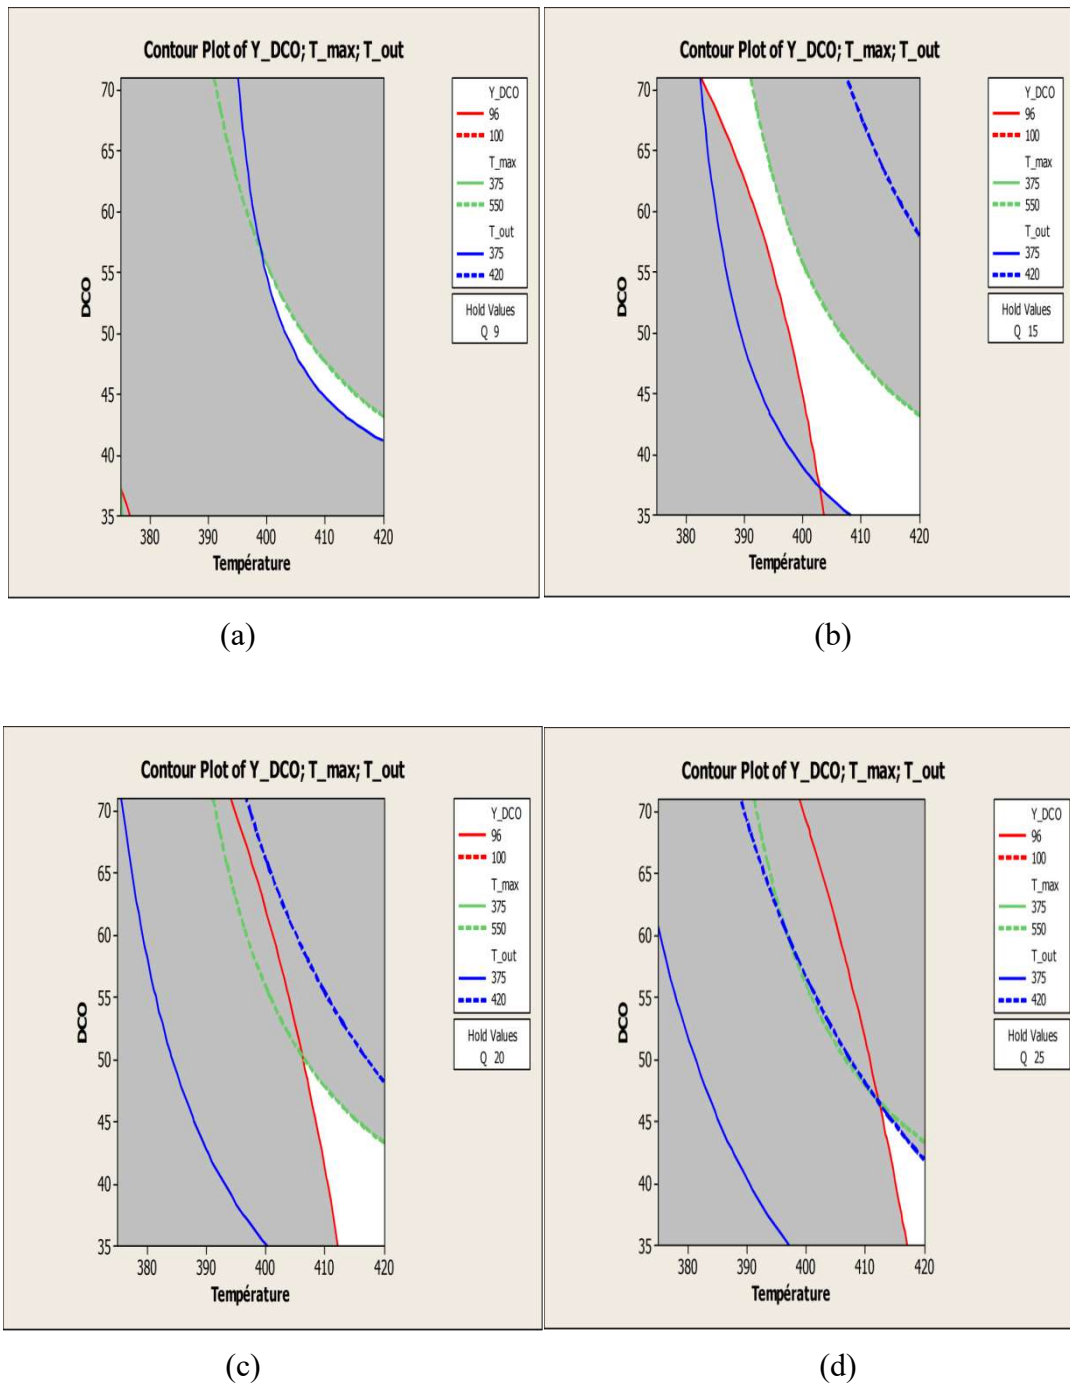 Contour Plot of Y_DCO; T_max; T_out
70
65
60
55
50
45
40
35
DCO
380 390 400 410 420
Température
Y_DCO
96
100
T_max
375
550
T_out
375
420
Hold Values
Q 9
(a)
Contour Plot of Y_DCO; T_max; T_out
70
65
60
55
50
45
40
35
DCO
380 390 400 410 420
Température
Y_DCO
96
100
T_max
375
550
T_out
375
420
Hold Values
Q 15
(b)
Contour Plot of Y_DCO; T_max; T_out
70
65
60
55
50
45
40
35
DCO
380 390 400 410 420
Température
Y_DCO
96
100
T_max
375
550
T_out
375
420
Hold Values
Q 20
(c)
Contour Plot of Y_DCO; T_max; T_out
70
65
60
55
50
45
40
35
DCO
380 390 400 410 420
Température
Y_DCO
96
100
T_max
375
550
T_out
375
420
Hold Values
Q 25
(d)